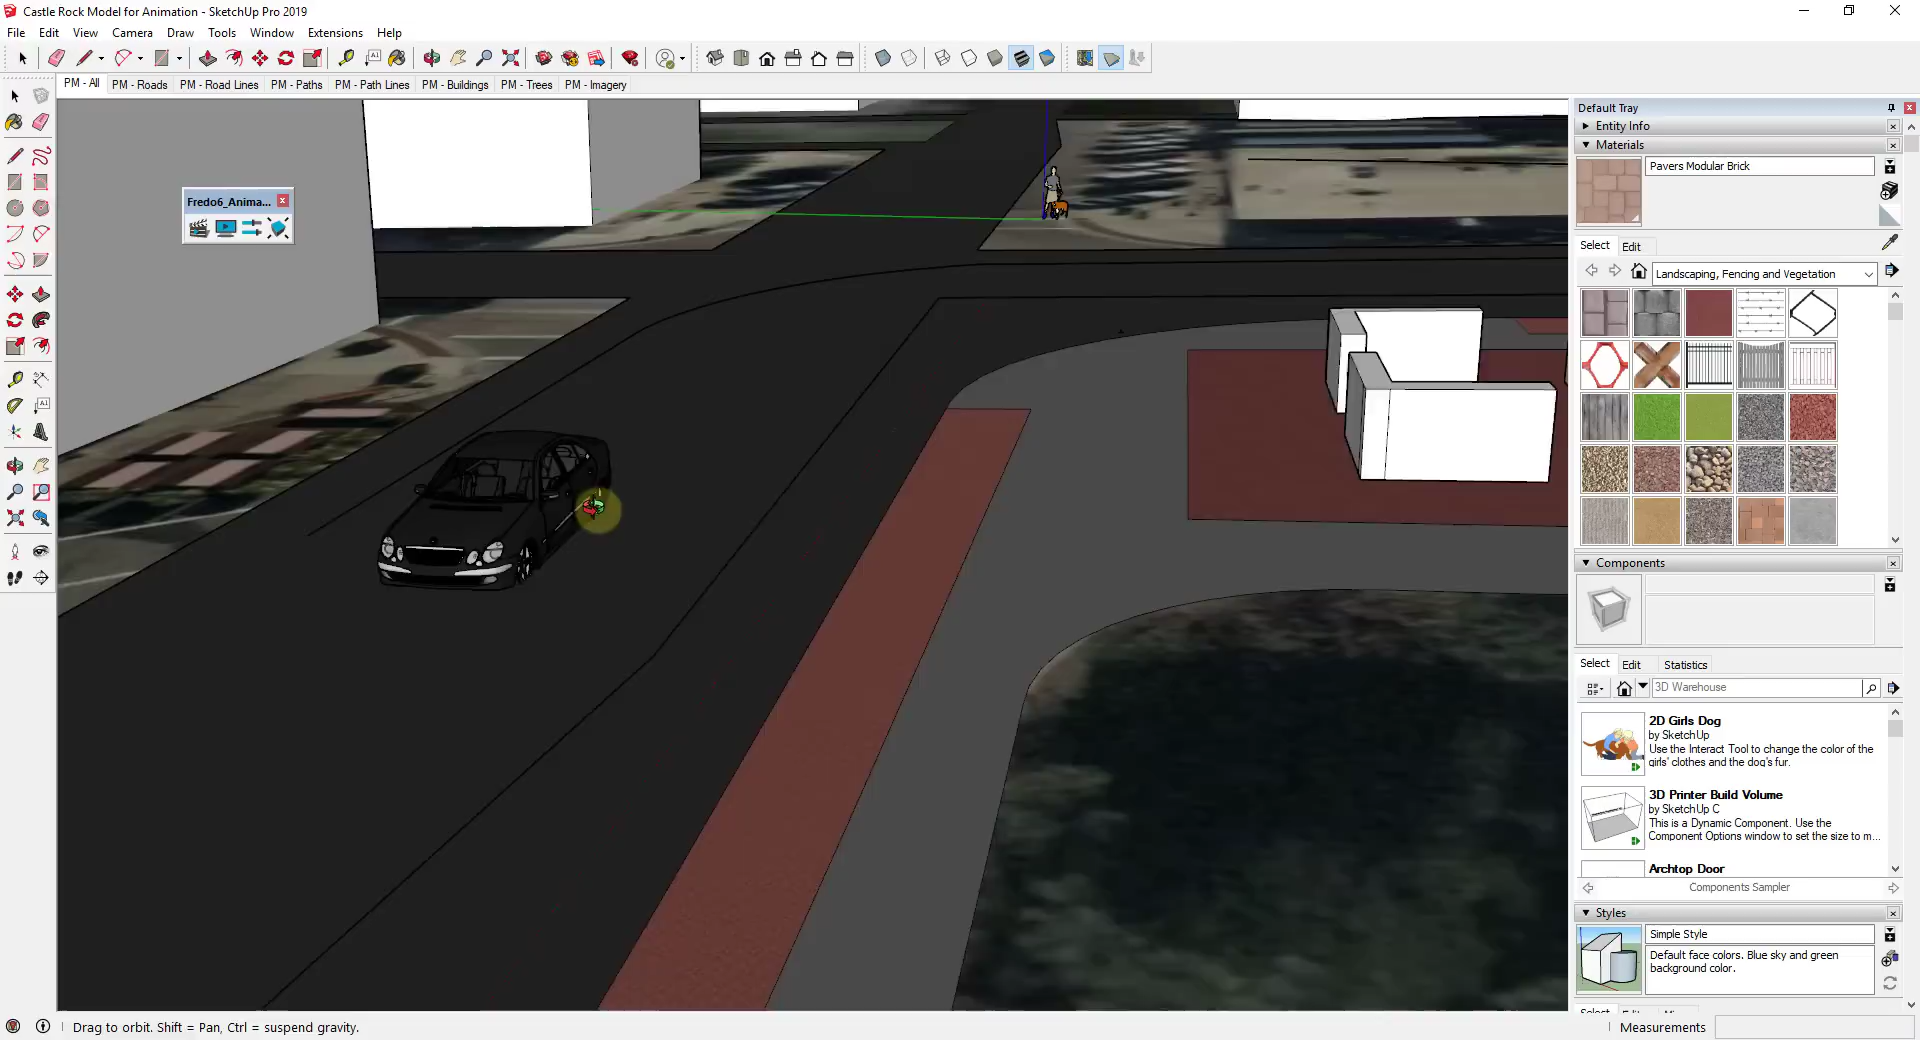 Castle Rock Model for Animation - SketchUp Pro 2019
File Edit View Camera Draw Tools Window Extensions Help
PM - All PM - Roads PM - Road Lines PM - Paths PM - Path Lines PM - Buildings PM - Trees PM - Imagery
Fredo6_Anima...
Default Tray
Entity Info
Materials
Pavers Modular Brick
Select Edit
Landscaping, Fencing and Vegetation
Components
Select Edit Statistics
3D Warehouse
2D Girls Dog
by SketchUp
Use the Interact Tool to change the color of the
girls' clothes and the dog's fur.
3D Printer Build Volume
by SketchUp C
This is a Dynamic Component. Use the
Component Options window to set the size to m...
Archtop Door
Components Sampler
Styles
Simple Style
Default face colors. Blue sky and green
background color.
Drag to orbit. Shift = Pan, Ctrl = suspend gravity.
Measurements